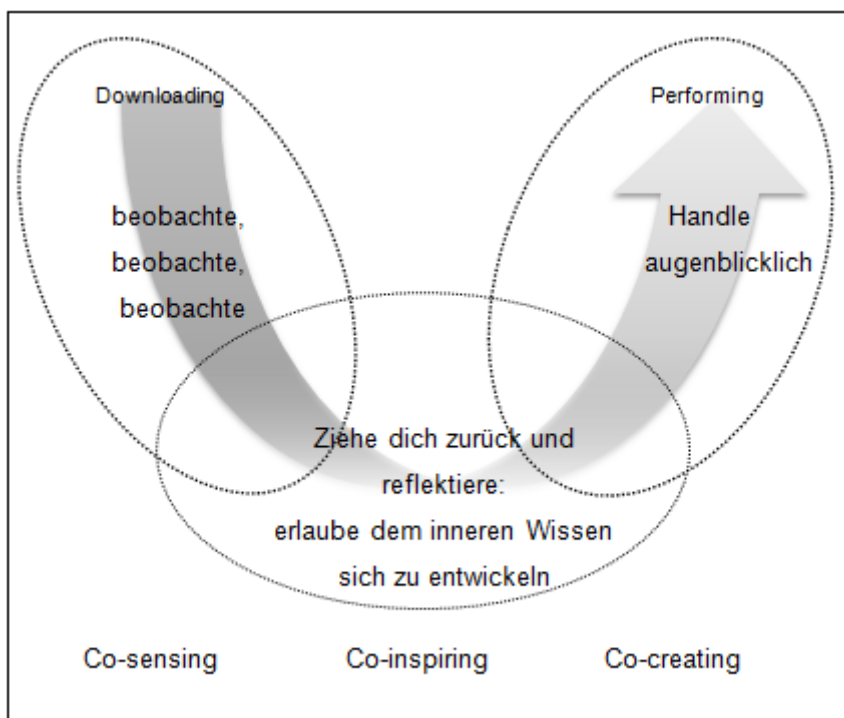 Downloading
Performing
beobachte,
beobachte,
beobachte
Handle
augenblicklich
Ziehe dich zurück und
reflektiere:
erlaube dem inneren Wissen
sich zu entwickeln
Co-sensing
Co-inspiring
Co-creating